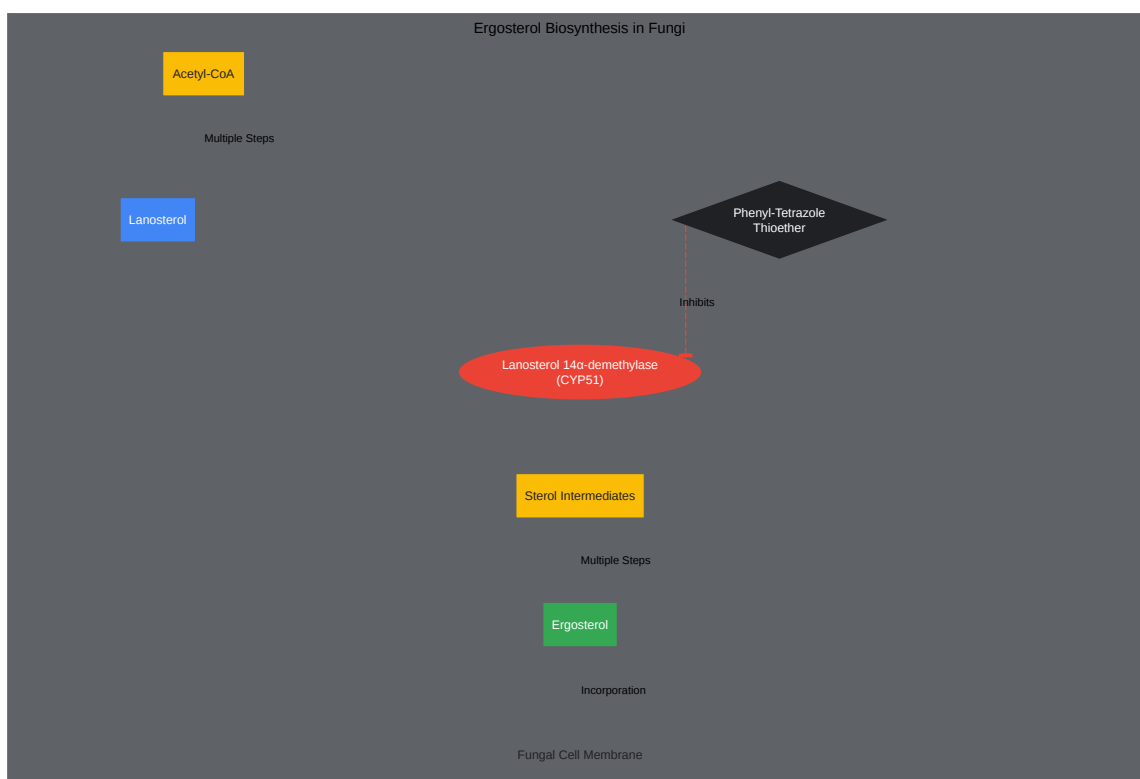 Ergosterol Biosynthesis in Fungi
Acetyl-CoA
Multiple Steps
Lanosterol
Phenyl-Tetrazole
Thioether
Inhibits
Lanosterol 14α-demethylase
(CYP51)
Sterol Intermediates
Multiple Steps
Ergosterol
Incorporation
Fungal Cell Membrane